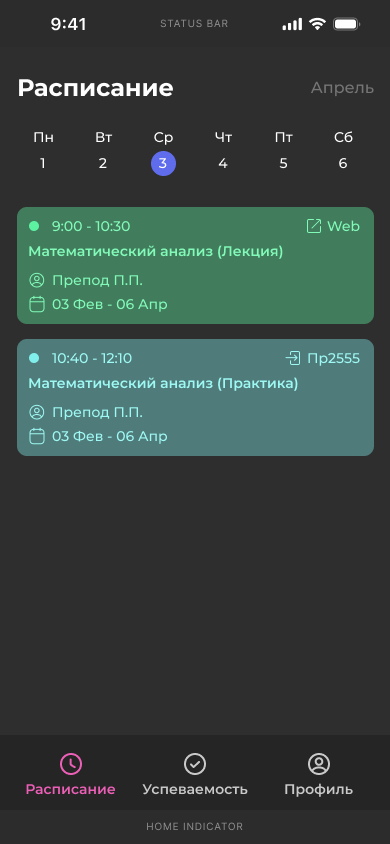 9:41 STATUS BAR
Расписание Апрель
Пн Вт Ср Чт Пт Сб
1 2 3 4 5 6
9:00 - 10:30 Web
Математический анализ (Лекция)
Препод П.П.
03 Фев - 06 Апр
10:40 - 12:10 Пр2555
Математический анализ (Практика)
Препод П.П.
03 Фев - 06 Апр
Расписание Успеваемость Профиль
HOME INDICATOR